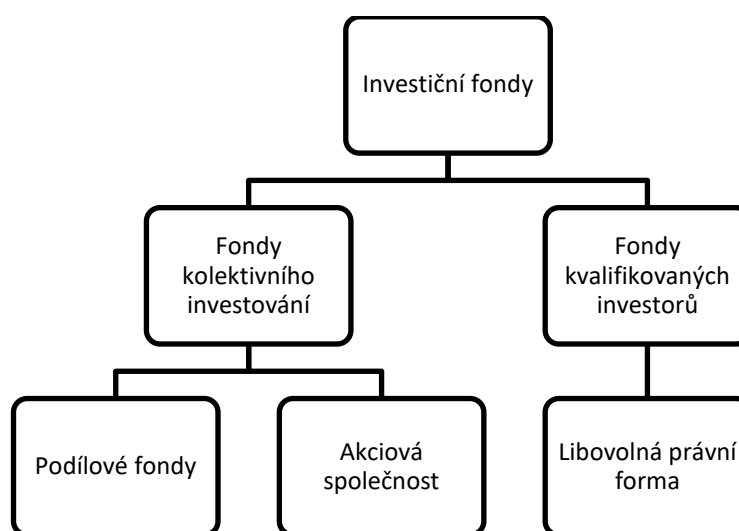 Investiční fondy
Fondy
kolektivního
investování
Fondy
kvalifikovaných
investorů
Podílové fondy
Akciová
společnost
Libovolná právní
forma